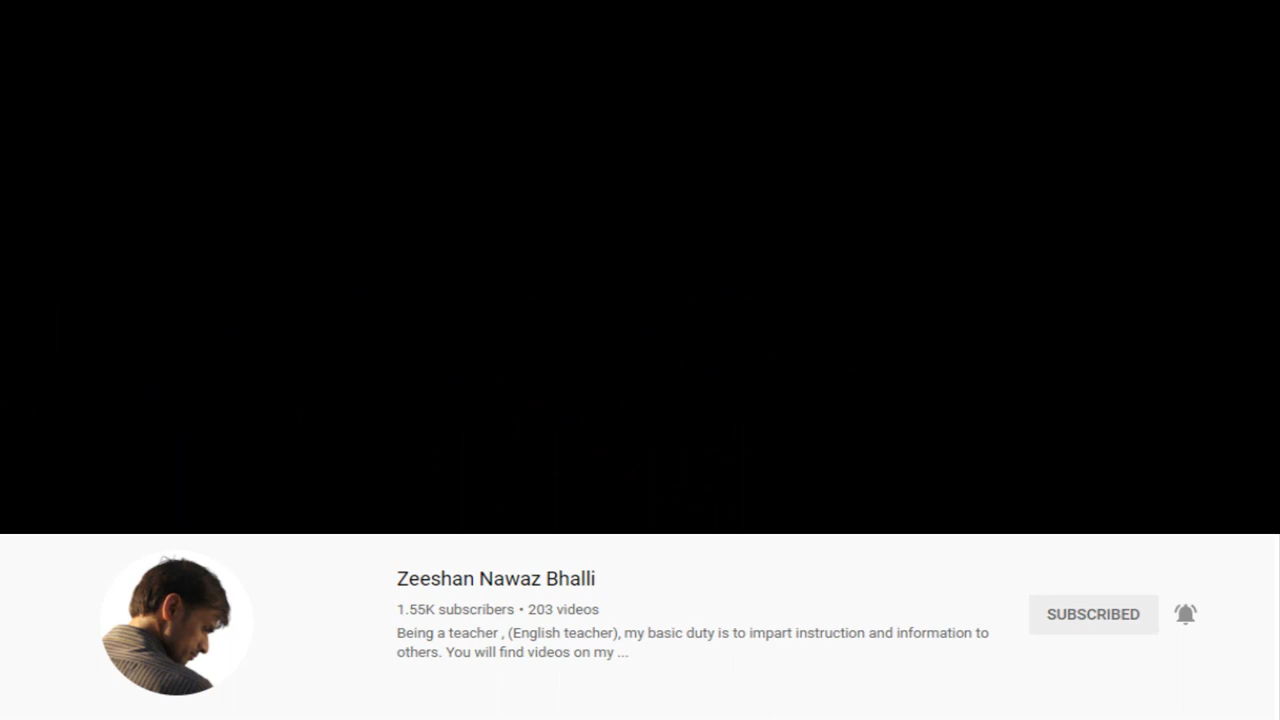 Zeeshan Nawaz Bhalli
1.55K subscribers • 203 videos
Being a teacher , (English teacher), my basic duty is to impart instruction and information to
others. You will find videos on my ...
SUBSCRIBED